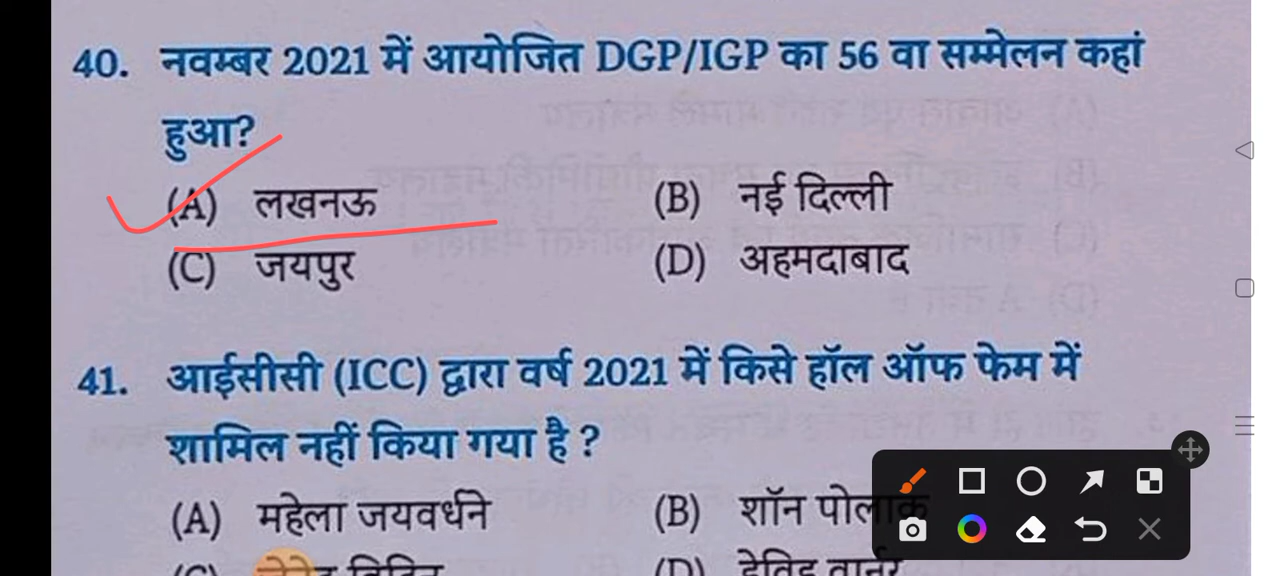 40. नवम्बर 2021 में आयोजित DGP/IGP का 56 वा सम्मेलन कहां
हुआ?
(A) लखनऊ (B) नई दिल्ली
(C) जयपुर (D) अहमदाबाद
41. आईसीसी (ICC) द्वारा वर्ष 2021 में किसे हॉल ऑफ फेम में
शामिल नहीं किया गया है ?
(A) महेला जयवर्धने (B) शॉन पोलाक
(D) डेविड वार्नर